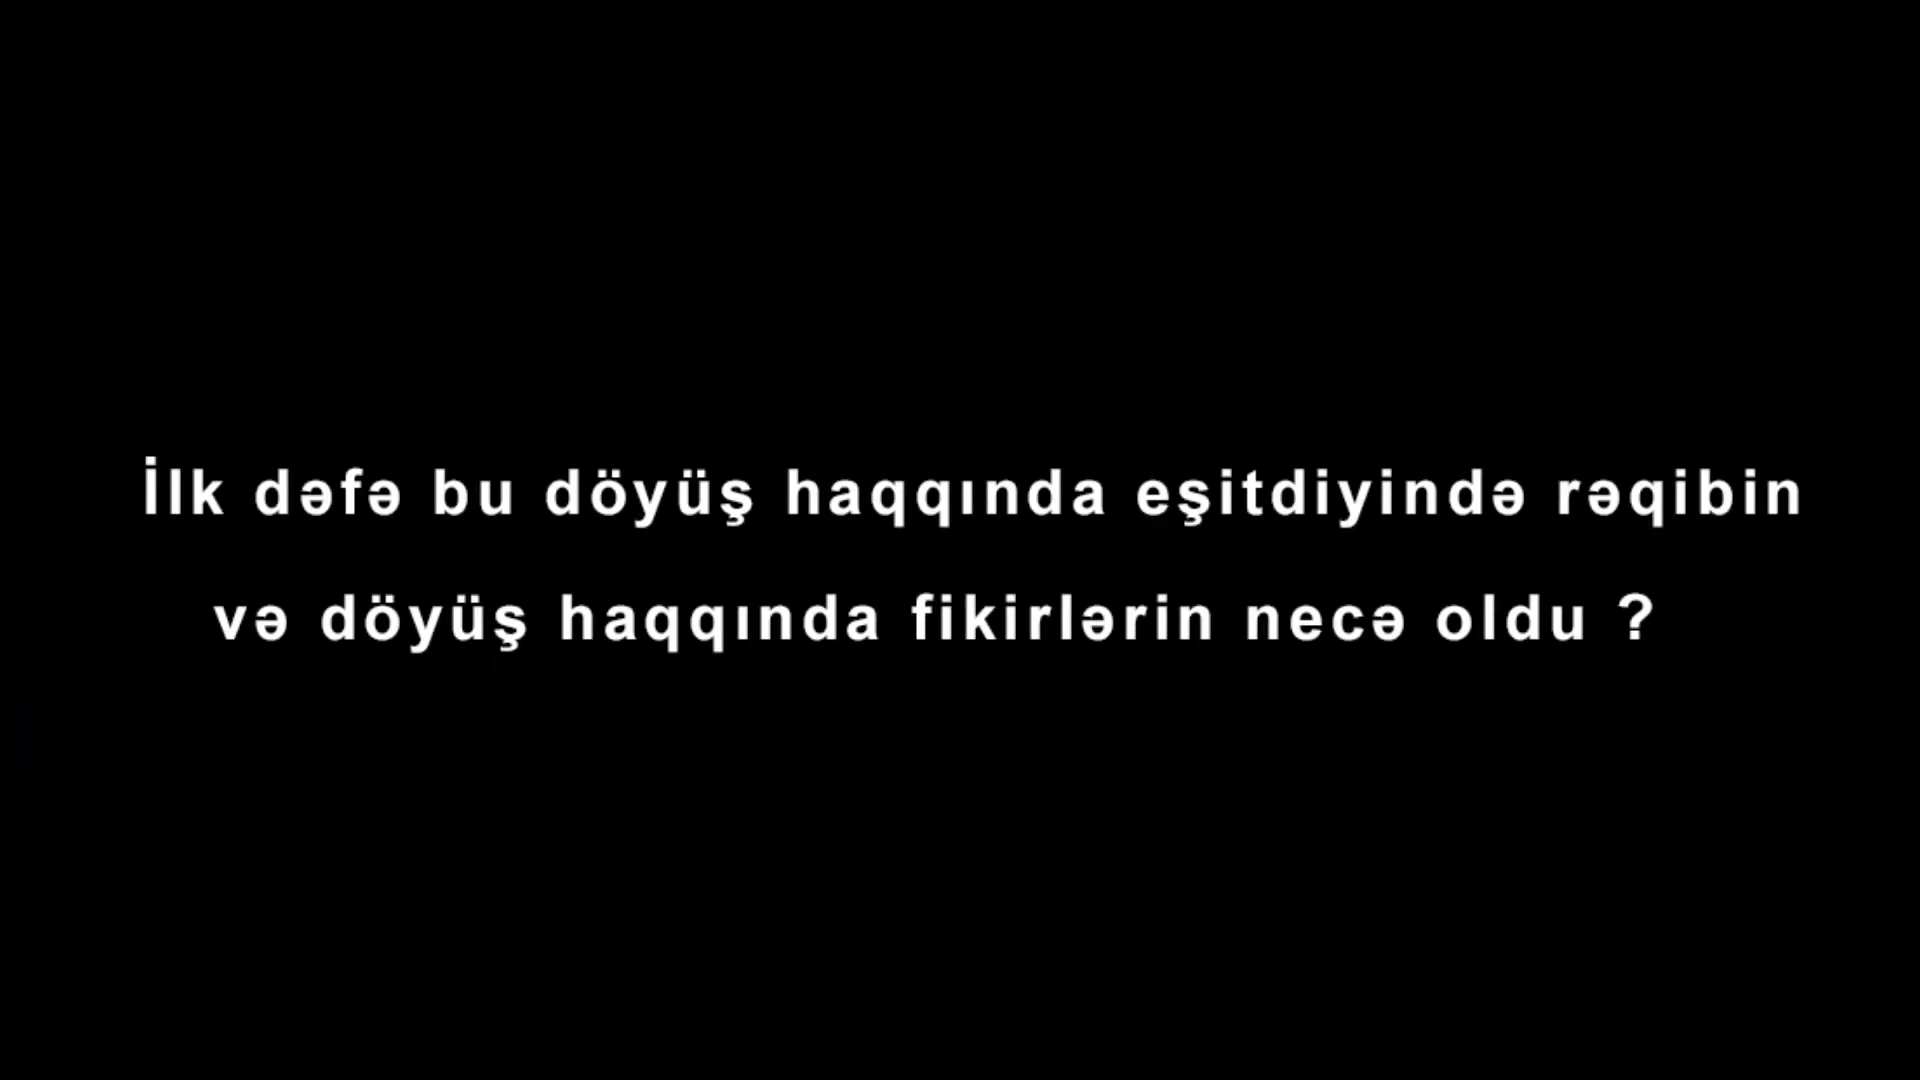 İlk dəfə bu döyüş haqqında eşitdiyində rəqibin
və döyüş haqqında fikirlərin necə oldu ?